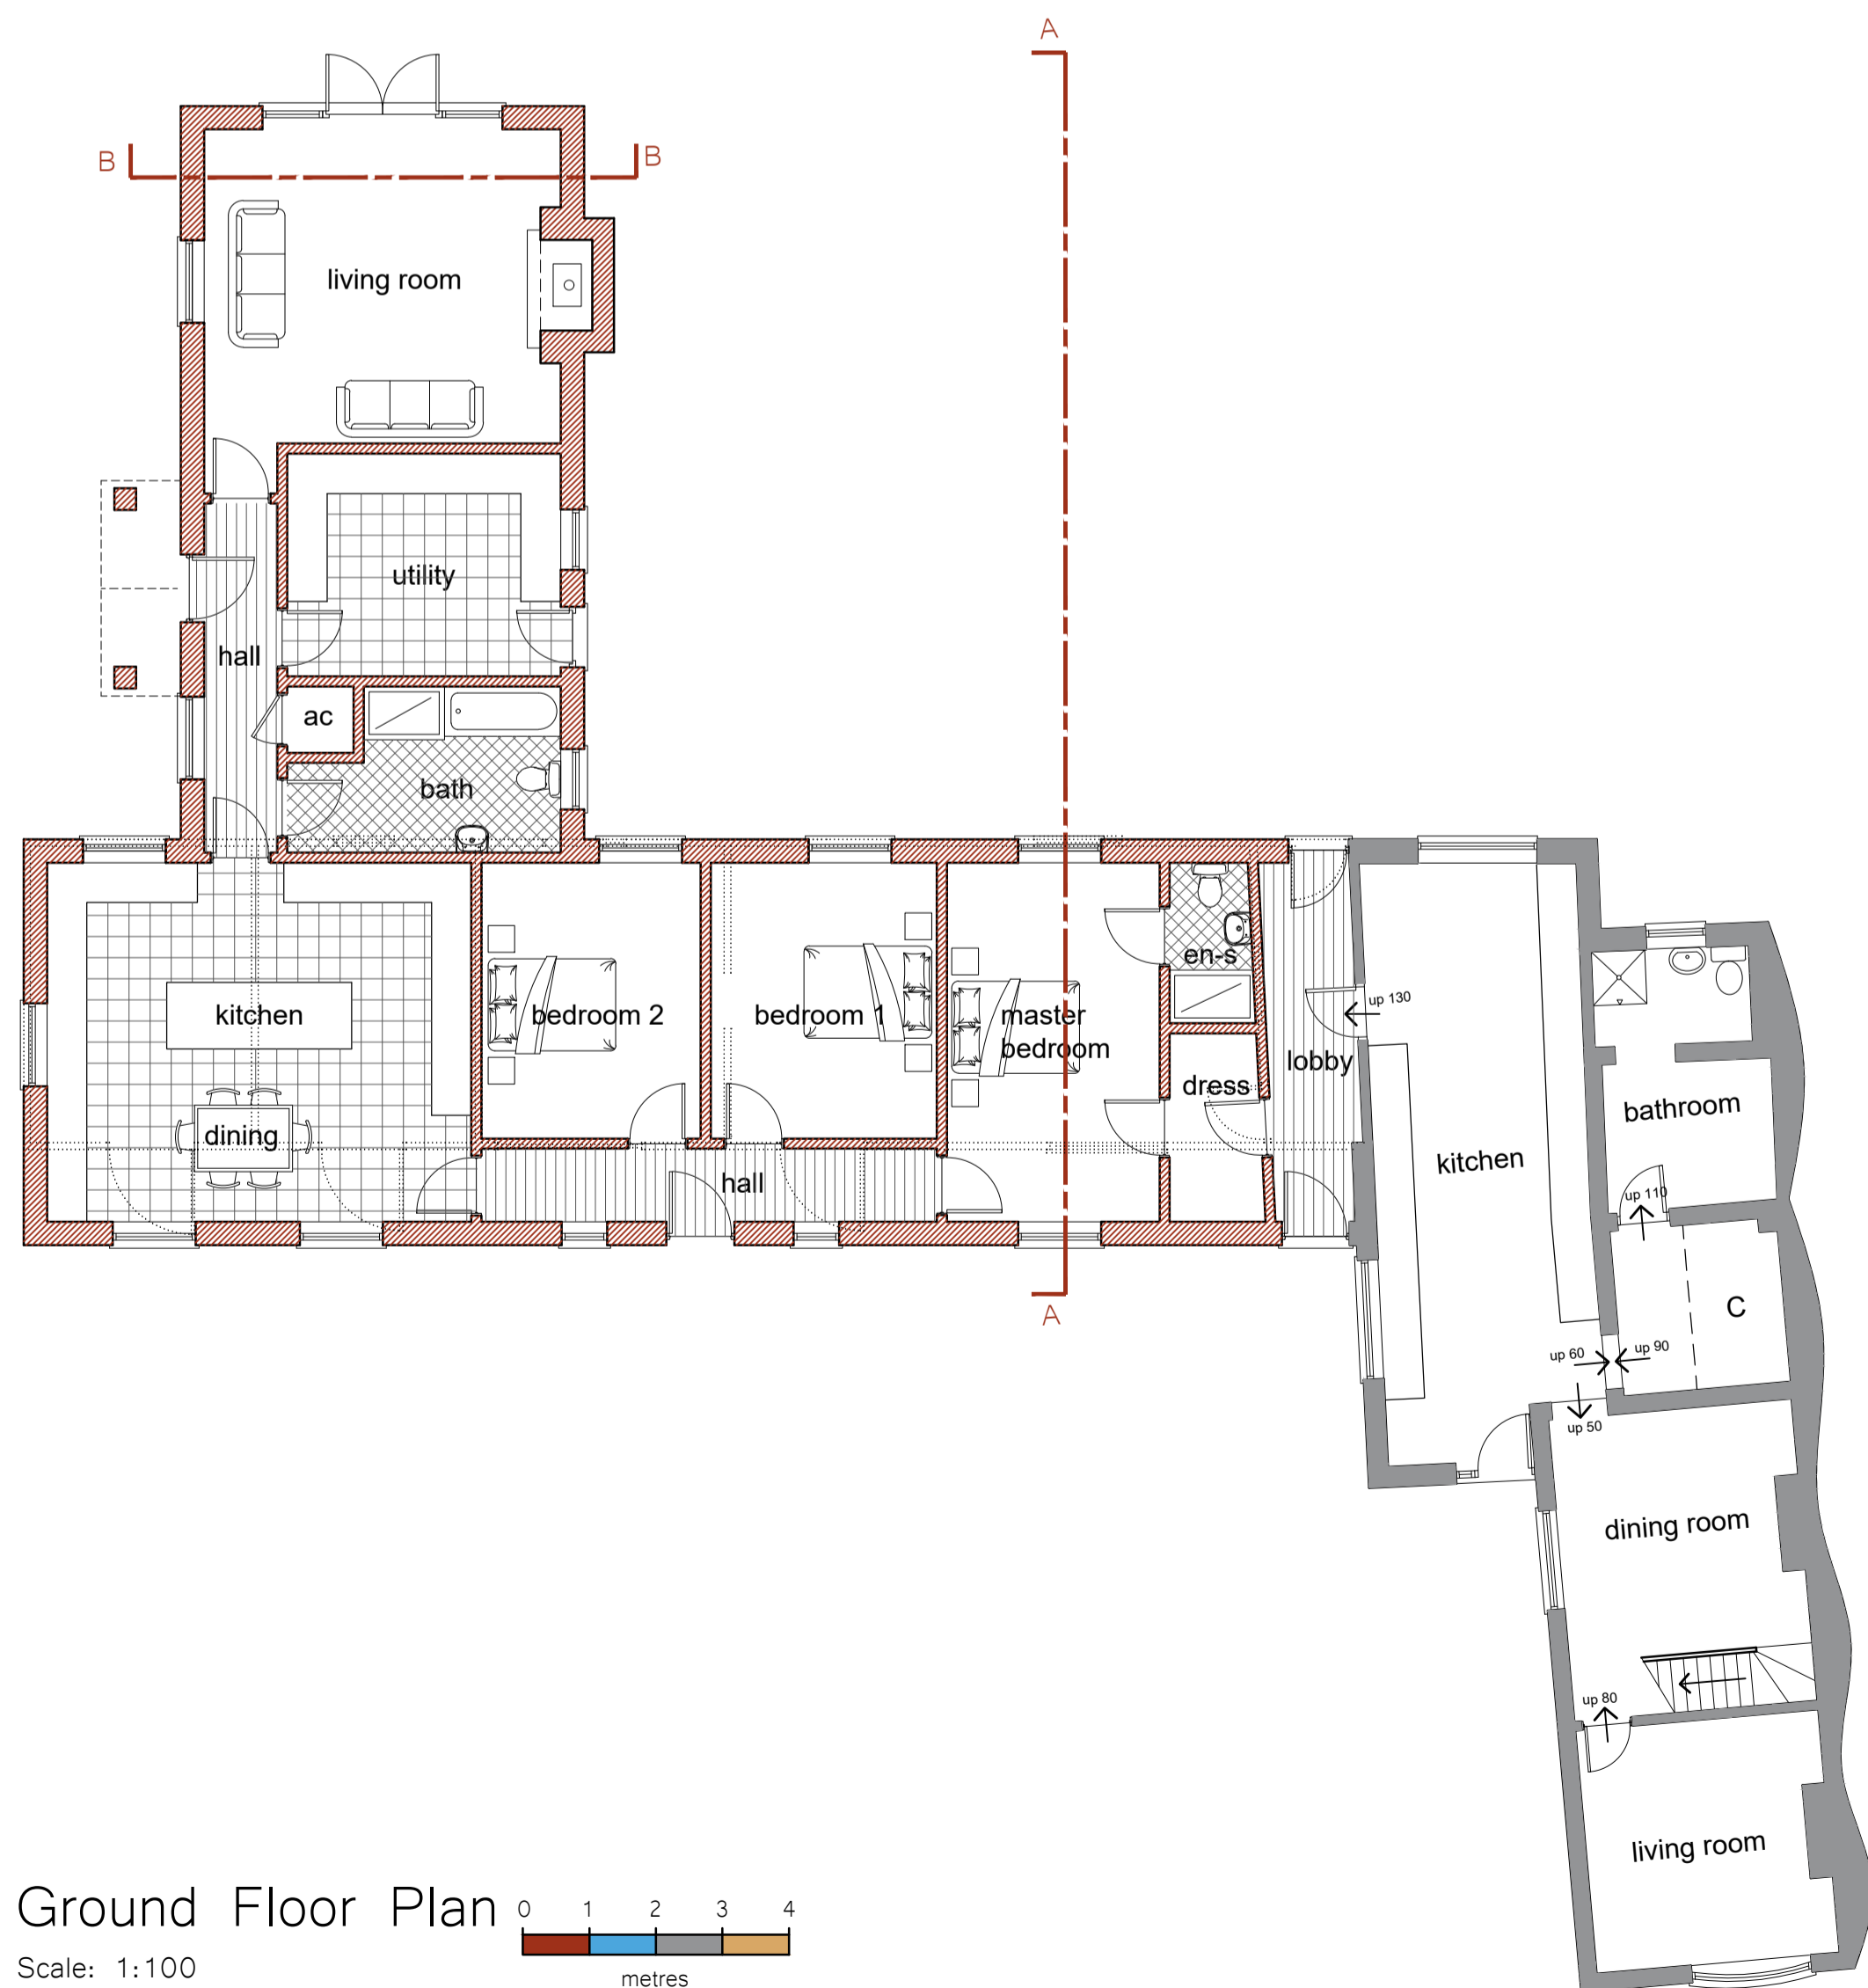 A
B
B
living room
utility
hall
ac
bath
kitchen
bedroom 2
bedroom 1
master
bedroom
en-s
up 130
lobby
dress
dining
hall
kitchen
bathroom
up 110
C
A
up 60
up 90
up 50
dining room
up 80
living room
Ground Floor Plan
Scale: 1:100
0 1 2 3 4
metres